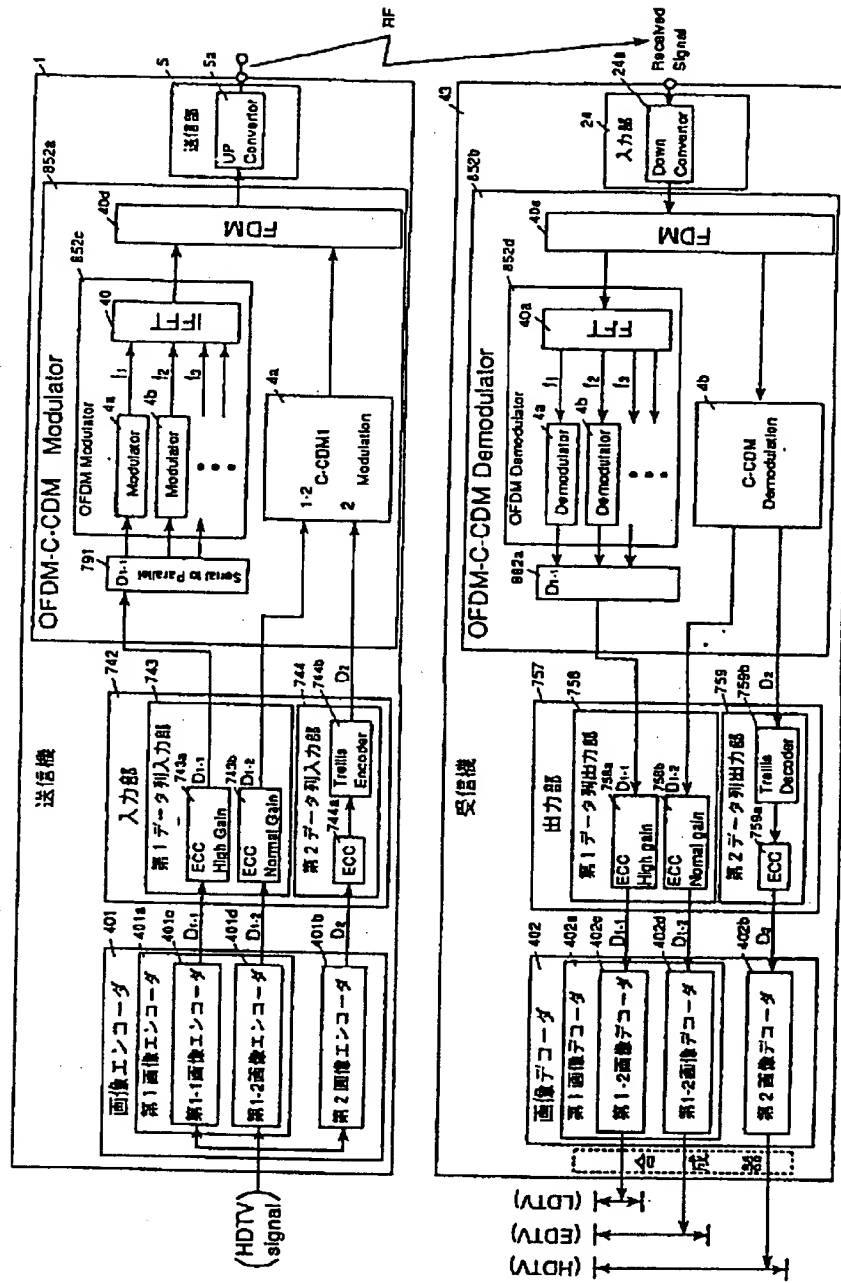 送信機
1
(HDTV
signal)
画像エンコーダ
401
第1画像エンコーダ
401a
第1-1画像エンコーダ
401c
第1-2画像エンコーダ
401d
第2画像エンコーダ
401b
D1-1
D1-2
D2
入力部
742
第1データ列入力部
743
ECC
High Gain
743a
D1-1
ECC
Normal Gain
743b
D1-2
第2データ列入力部
744
ECC
744a
Trellis
Encoder
744b
D2
OFDM-C-CDM Modulator
852a
791
D1-1
Serial to Parallel
OFDM Modulator
852c
Modulator
4a
Modulator
4b
f1
f2
f3
IFFT
40
1-2
2
C-CDM1
Modulation
4a
FDM
40d
送信部
5
UP
Convertor
5a
RF
受信機
43
Received
Signal
入力部
24
Down
Convertor
24a
OFDM-C-CDM Demodulator
852b
FDM
40e
OFDM Demodulator
852d
FFT
40a
f1
f2
f3
Demodulator
4a
Demodulator
4b
C-CDM
Demodulation
4b
882a
D1-1
出力部
757
第1データ列出力部
758
ECC
High gain
758a
D1-1
ECC
Nomal gain
758b
D1-2
第2データ列出力部
759
ECC
759a
Trellis
Decoder
759b
D2
D1-1
D1-2
D2
画像デコーダ
402
第1画像デコーダ
402a
第1-2画像デコーダ
402c
第1-2画像デコーダ
402d
第2画像デコーダ
402b
合成器
(LDTV)
(EDTV)
(HDTV)